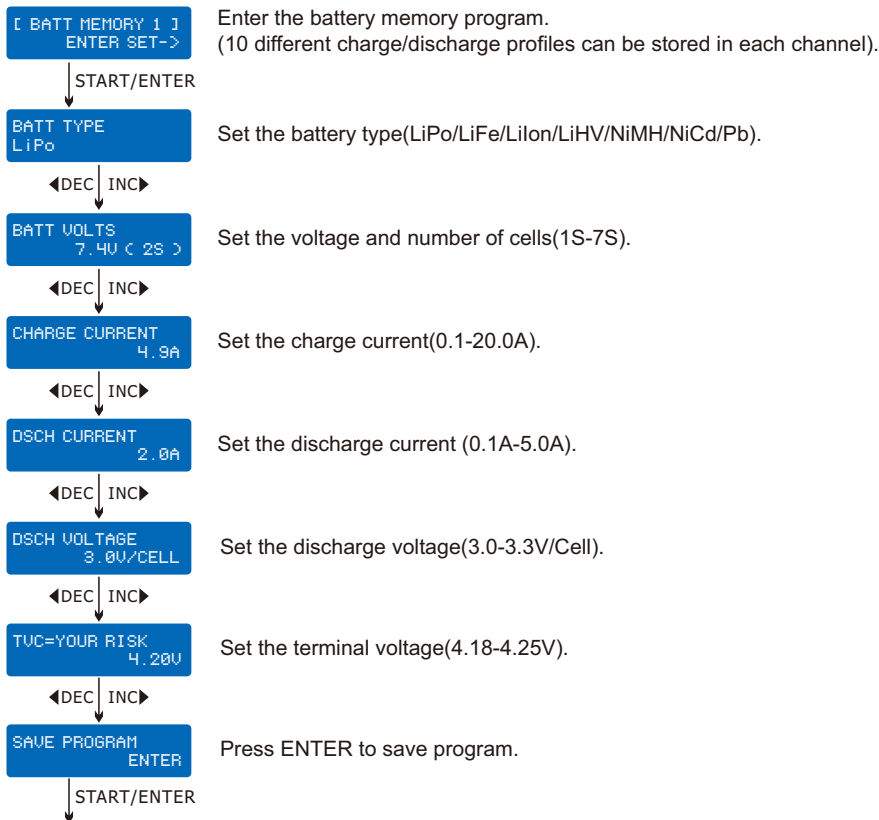 [ BATT MEMORY 1 ]
ENTER SET->
Enter the battery memory program.
(10 different charge/discharge profiles can be stored in each channel).
START/ENTER
BATT TYPE
LiPo
Set the battery type(LiPo/LiFe/LiIon/LiHV/NiMH/NiCd/Pb).
◀DEC INC▶
BATT VOLTS
7.4V ( 2S )
Set the voltage and number of cells(1S-7S).
◀DEC INC▶
CHARGE CURRENT
4.9A
Set the charge current(0.1-20.0A).
◀DEC INC▶
DSCH CURRENT
2.0A
Set the discharge current (0.1A-5.0A).
◀DEC INC▶
DSCH VOLTAGE
3.0V/CELL
Set the discharge voltage(3.0-3.3V/Cell).
◀DEC INC▶
TVC=YOUR RISK
4.20V
Set the terminal voltage(4.18-4.25V).
◀DEC INC▶
SAVE PROGRAM
ENTER
Press ENTER to save program.
START/ENTER